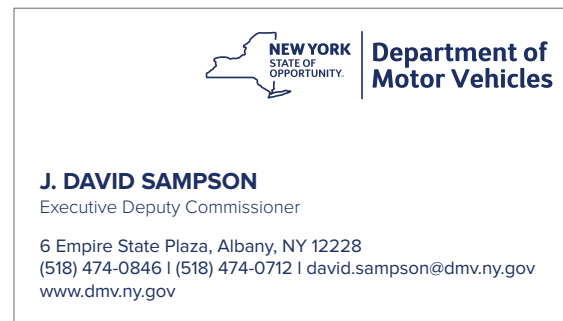 NEW YORK
STATE OF
OPPORTUNITY.
Department of
Motor Vehicles
J. DAVID SAMPSON
Executive Deputy Commissioner
6 Empire State Plaza, Albany, NY 12228
(518) 474-0846 I (518) 474-0712 I david.sampson@dmv.ny.gov
www.dmv.ny.gov